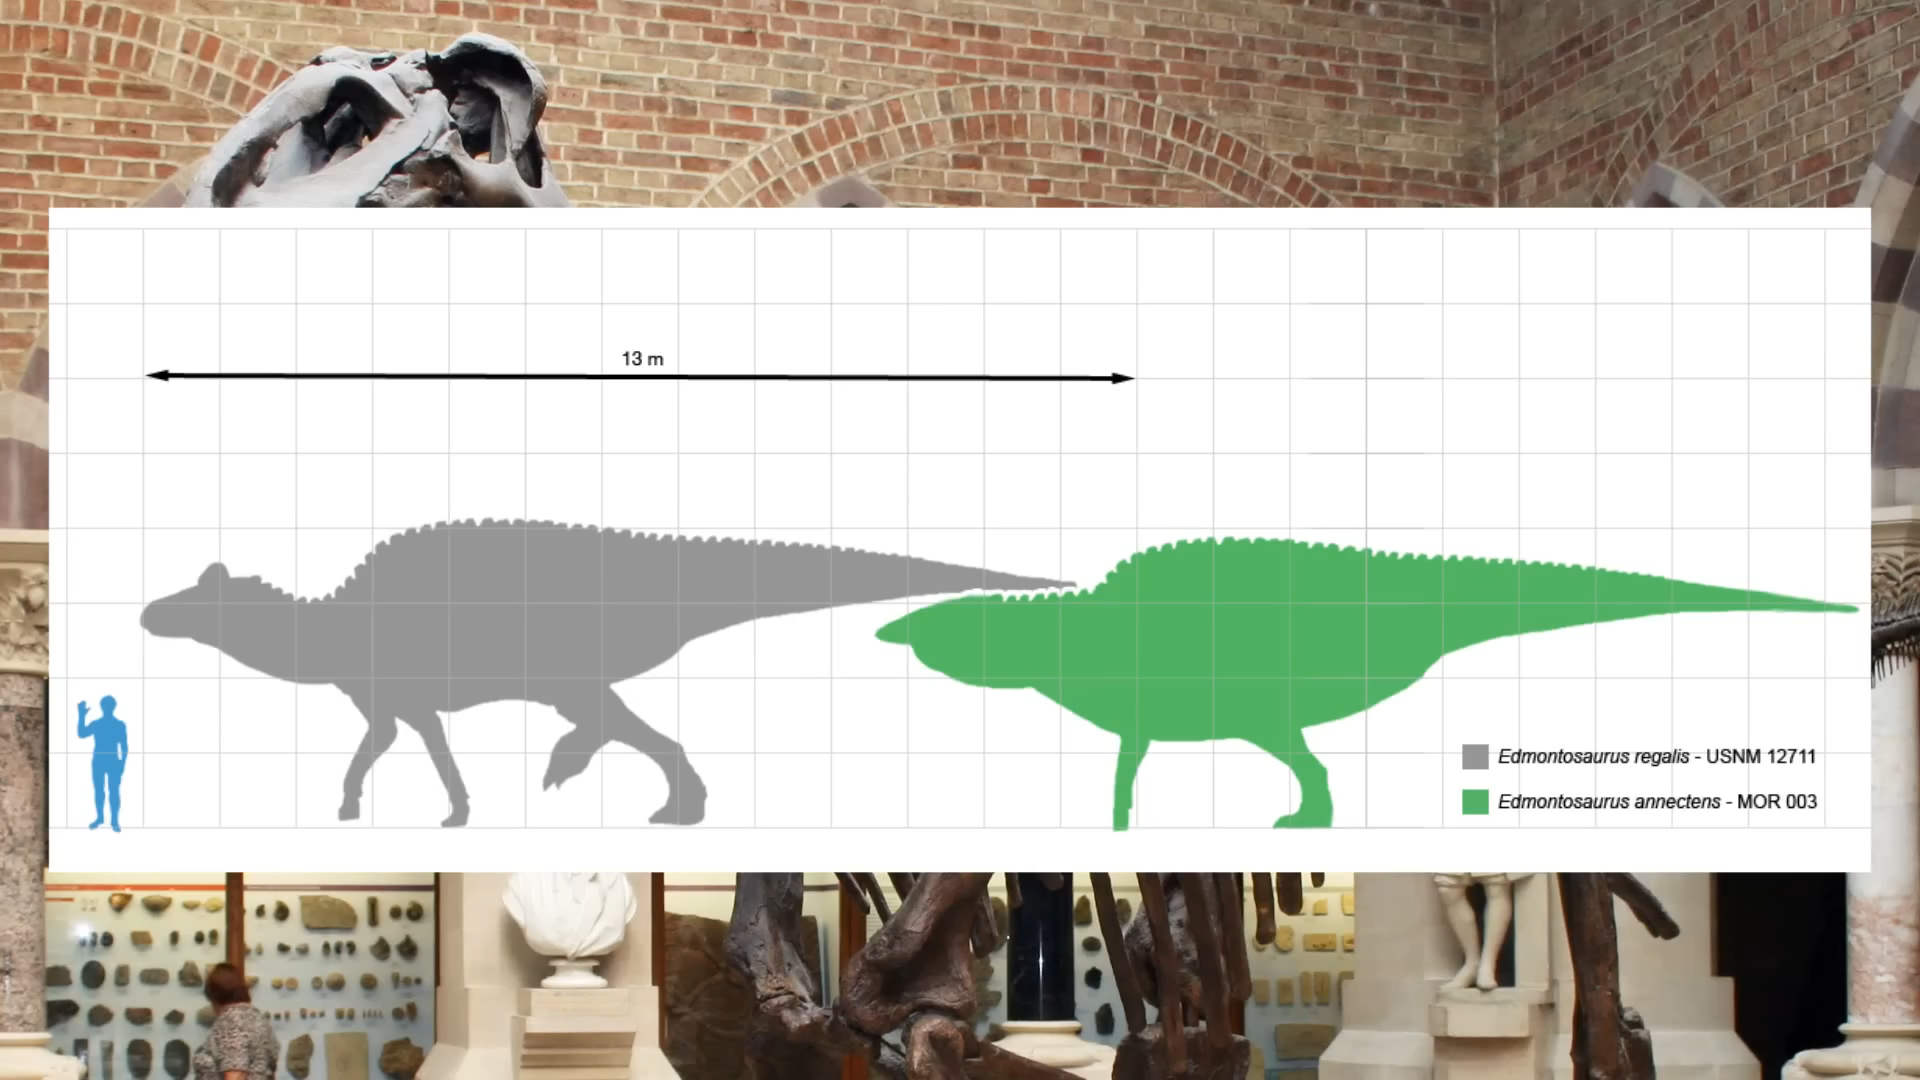 13 m
Edmontosaurus regalis - USNM 12711
Edmontosaurus annectens - MOR 003